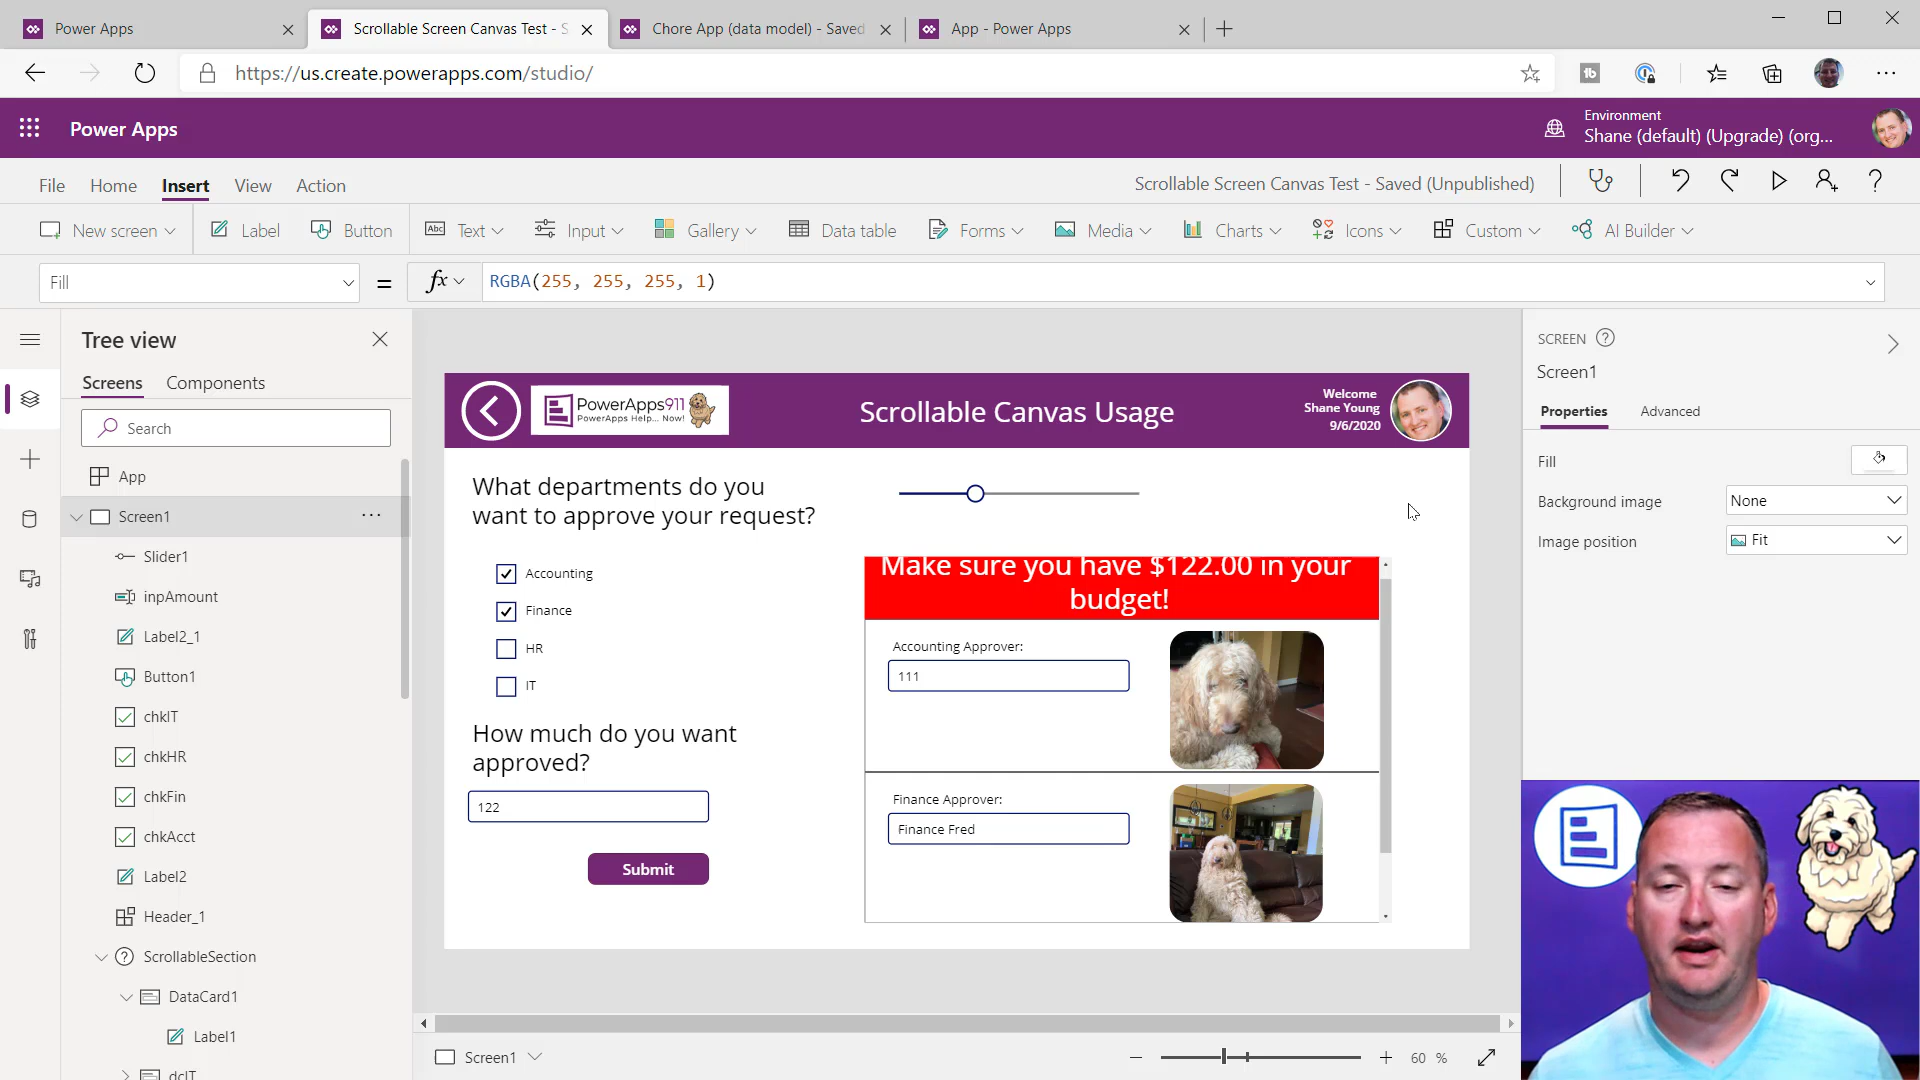 Power Apps
Scrollable Screen Canvas Test - S
Chore App (data model) - Saved
App - Power Apps
https://us.create.powerapps.com/studio/
Power Apps
Environment
Shane (default) (Upgrade) (org...
File Home Insert View Action
Scrollable Screen Canvas Test - Saved (Unpublished)
New screen Label Button Abc Text Input Gallery Data table Forms Media Charts Icons Custom AI Builder
Fill = fx RGBA(255, 255, 255, 1)
Tree view
Screens Components
Search
App
Screen1
Slider1
inpAmount
Label2_1
Button1
chkIT
chkHR
chkFin
chkAcct
Label2
Header_1
ScrollableSection
DataCard1
Label1
dcIT
PowerApps911
PowerApps Help... Now!
Scrollable Canvas Usage
Welcome
Shane Young
9/6/2020
What departments do you
want to approve your request?
Accounting
Finance
HR
IT
How much do you want
approved?
122
Submit
Make sure you have $122.00 in your
budget!
Accounting Approver:
111
Finance Approver:
Finance Fred
Screen1
60 %
SCREEN
Screen1
Properties Advanced
Fill
Background image None
Image position Fit